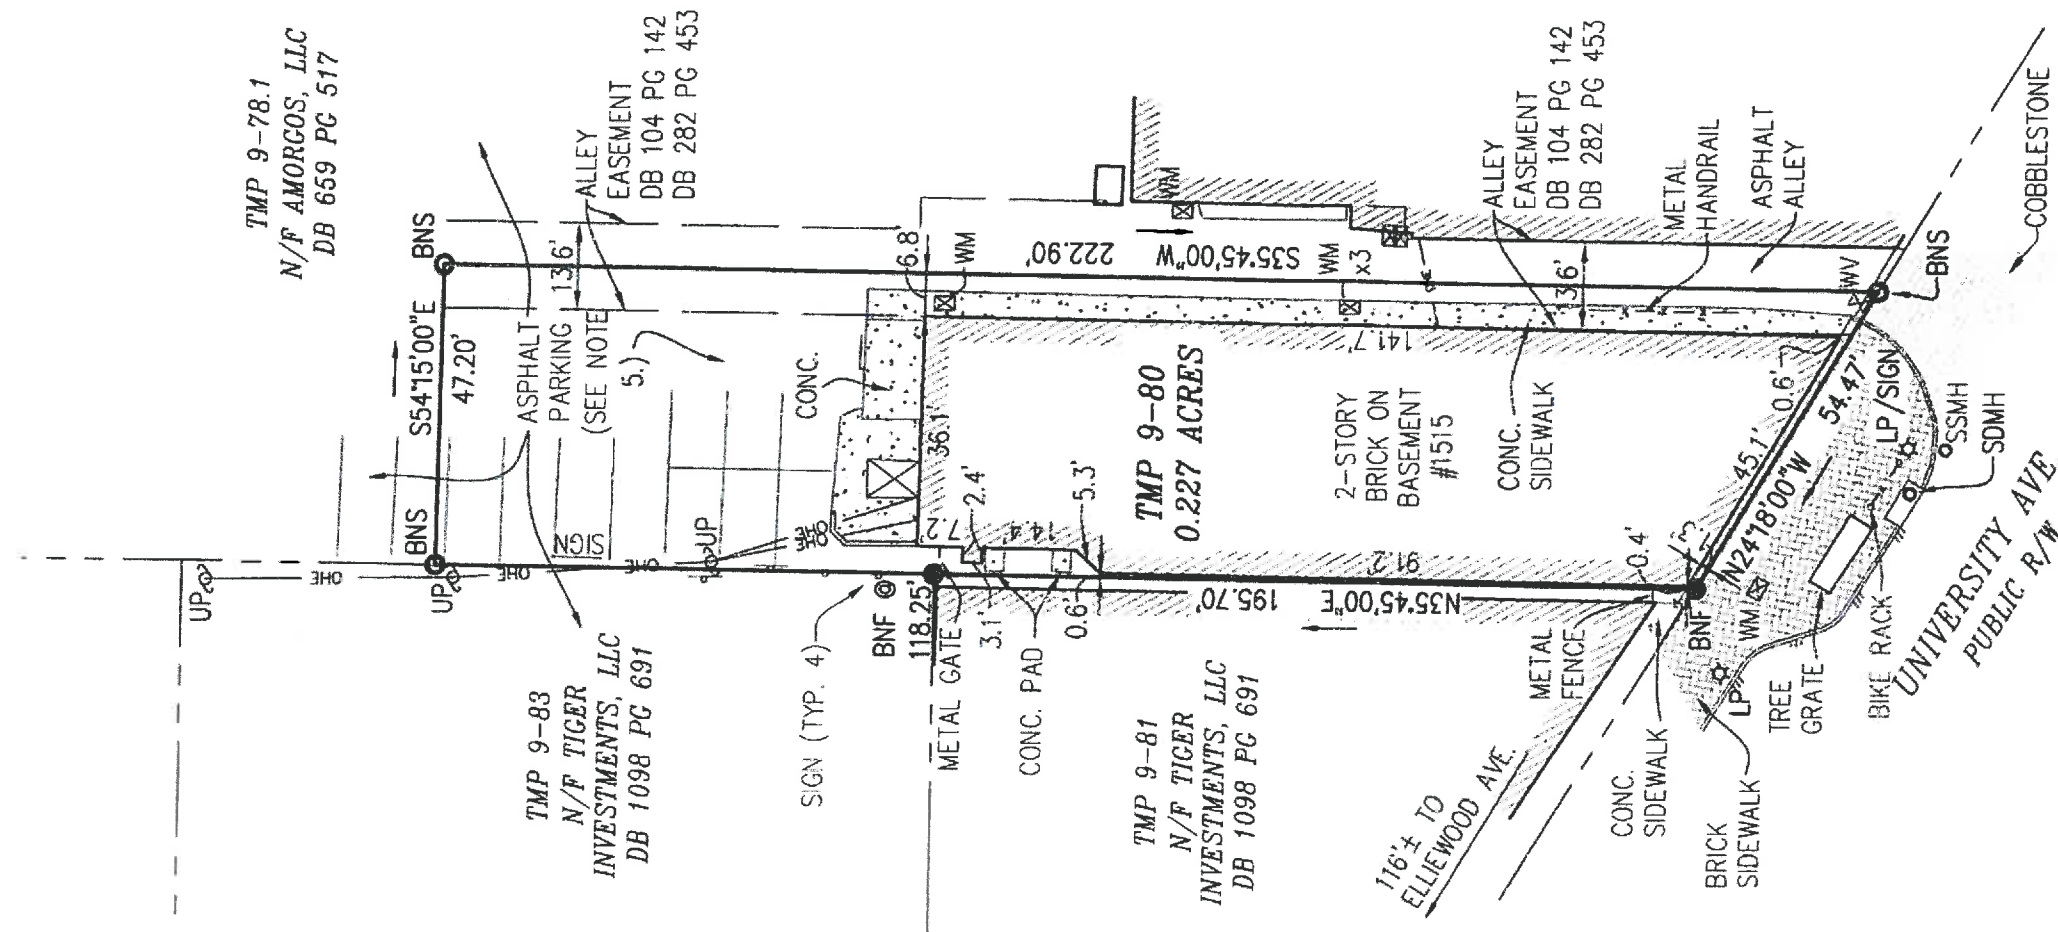 TMP 9-78.1
N/F AMORGOS, LLC
DB 659 PG 517
BNS
S54°15'00"E
47.20'
BNS
13.6'
ALLEY
EASEMENT
DB 104 PG 142
DB 282 PG 453
ASPHALT
PARKING
(SEE NOTE
5.)
UP
UP
OHE
OHE
OHE
OHE
OHE
SIGN
UP
CONC.
6.8'
WM
222.90'
S35°45'00"W
WM
WM
x3
ALLEY
EASEMENT
DB 104 PG 142
DB 282 PG 453
13.6'
METAL
HANDRAIL
ASPHALT
ALLEY
WV
BNS
COBBLESTONE
TMP 9-83
N/F TIGER
INVESTMENTS, LLC
DB 1098 PG 691
SIGN (TYP. 4)
BNF
118.25'
METAL GATE
3.1'
CONC. PAD
0.6'
7.2'
2.4'
14.4'
5.3'
36.1'
TMP 9-80
0.227 ACRES
141.7'
2-STORY
BRICK ON
BASEMENT
#1515
CONC.
SIDEWALK
91.2'
195.70'
N35°45'00"E
TMP 9-81
N/F TIGER
INVESTMENTS, LLC
DB 1098 PG 691
METAL
FENCE
0.4'
BNF
N24°18'00"W
54.47'
45.1'
0.6'
LP/SIGN
SSMH
SDMH
WM
LP
TREE
GRATE
BIKE RACK
UNIVERSITY AVE
PUBLIC R/W
116'± TO
ELLIEWOOD AVE.
CONC.
SIDEWALK
BRICK
SIDEWALK